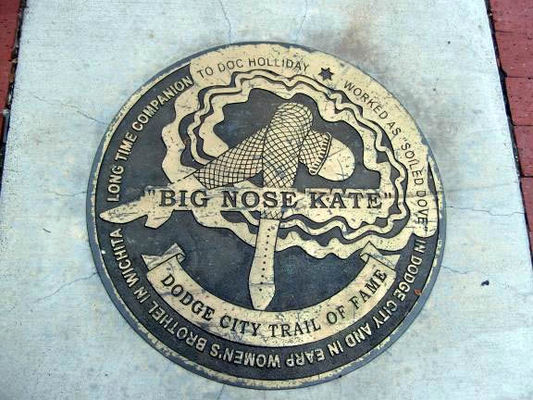 LONG TIME COMPANION TO DOC HOLLIDAY ★ WORKED AS "SOILED DOVE" IN DODGE CITY AND IN EARP WOMEN'S BROTHEL IN WICHITA
"BIG NOSE KATE"
DODGE CITY TRAIL OF FAME